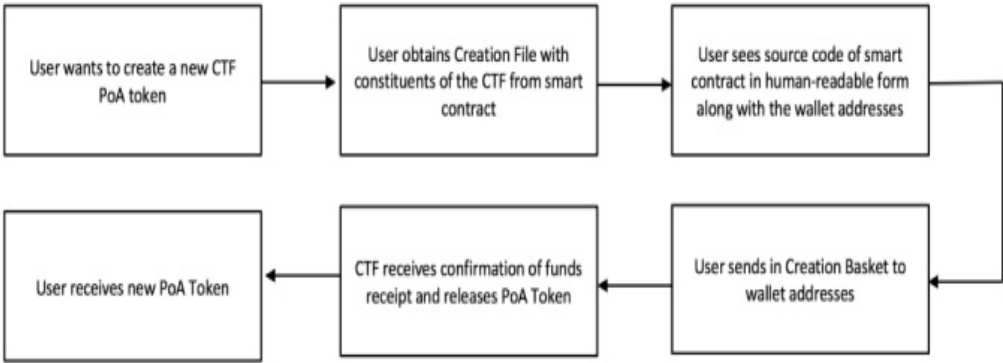 User wants to create a new CTF
PoA token
User obtains Creation File with
constituents of the CTF from smart
contract
User sees source code of smart
contract in human-readable form
along with the wallet addresses
User sends in Creation Basket to
wallet addresses
CTF receives confirmation of funds
receipt and releases PoA Token
User receives new PoA Token